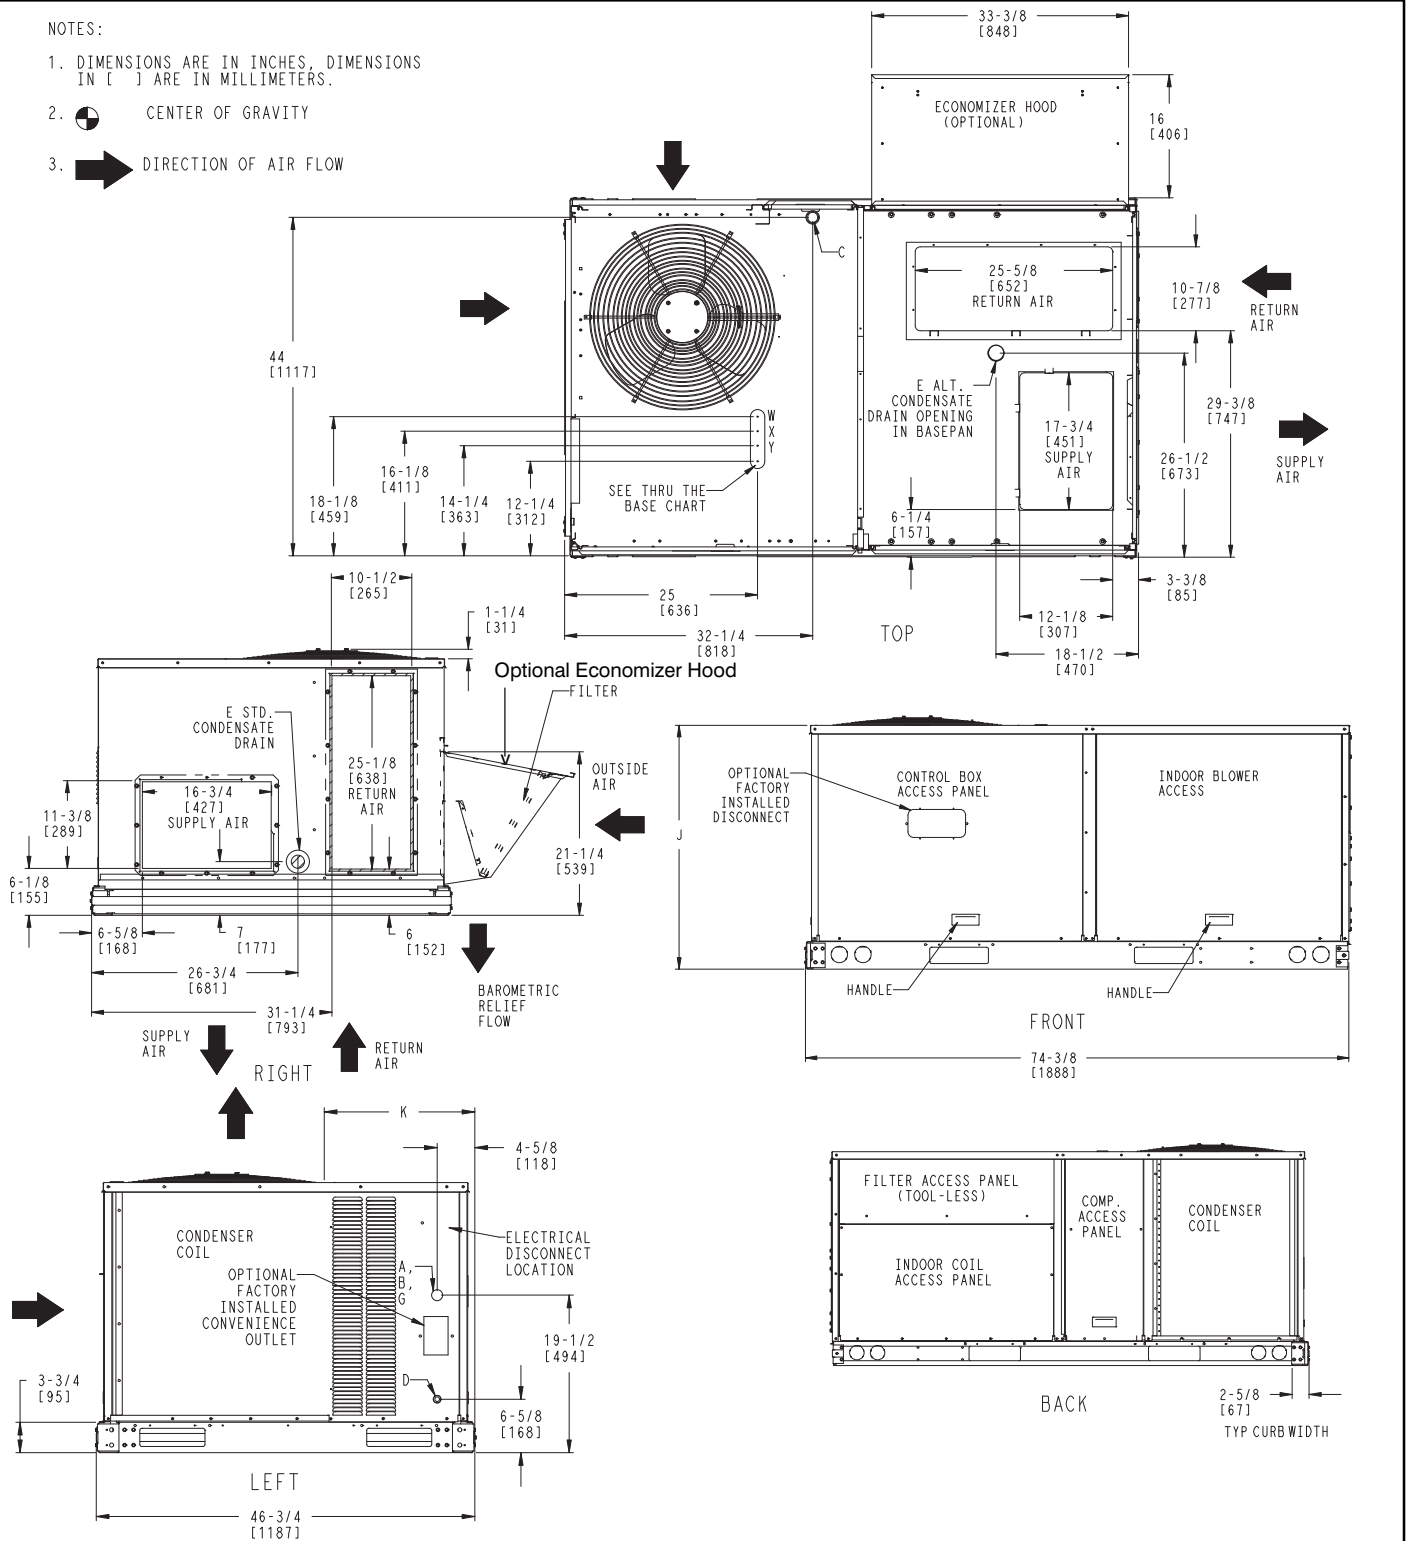 NOTES:
1. DIMENSIONS ARE IN INCHES, DIMENSIONS
IN [ ] ARE IN MILLIMETERS.
2. CENTER OF GRAVITY
3. DIRECTION OF AIR FLOW
33-3/8
[848]
ECONOMIZER HOOD
(OPTIONAL)
16
[406]
C
25-5/8
[652]
RETURN AIR
10-7/8
[277]
RETURN
AIR
44
[1117]
E ALT.
CONDENSATE
DRAIN OPENING
IN BASEPAN
17-3/4
[451]
SUPPLY
AIR
29-3/8
[747]
26-1/2
[673]
SUPPLY
AIR
W
X
Y
16-1/8
[411]
18-1/8
[459]
14-1/4
[363]
12-1/4
[312]
SEE THRU THE
BASE CHART
6-1/4
[157]
3-3/8
[85]
25
[636]
32-1/4
[818]
12-1/8
[307]
18-1/2
[470]
TOP
10-1/2
[265]
1-1/4
[31]
Optional Economizer Hood
FILTER
E STD.
CONDENSATE
DRAIN
25-1/8
[638]
RETURN
AIR
16-3/4
[427]
SUPPLY AIR
11-3/8
[289]
6-1/8
[155]
OUTSIDE
AIR
21-1/4
[539]
6-5/8
[168]
7
[177]
6
[152]
26-3/4
[681]
31-1/4
[793]
BAROMETRIC
RELIEF
FLOW
SUPPLY
AIR
RETURN
AIR
RIGHT
OPTIONAL
FACTORY
INSTALLED
DISCONNECT
CONTROL BOX
ACCESS PANEL
INDOOR BLOWER
ACCESS
J
HANDLE
HANDLE
FRONT
74-3/8
[1888]
K
4-5/8
[118]
CONDENSER
COIL
ELECTRICAL
DISCONNECT
LOCATION
OPTIONAL
FACTORY
INSTALLED
CONVENIENCE
OUTLET
A,
B,
G
D
19-1/2
[494]
3-3/4
[95]
6-5/8
[168]
LEFT
46-3/4
[1187]
FILTER ACCESS PANEL
(TOOL-LESS)
COMP.
ACCESS
PANEL
CONDENSER
COIL
INDOOR COIL
ACCESS PANEL
BACK
2-5/8
[67]
TYP CURB WIDTH